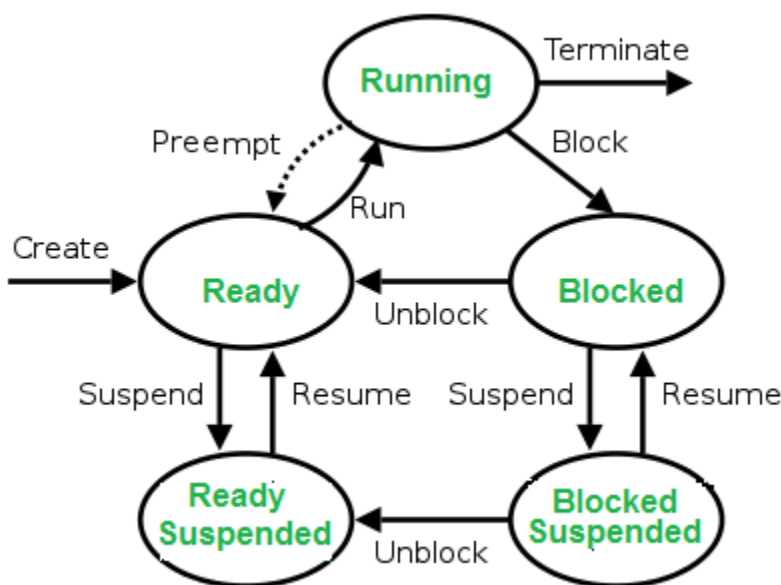 Terminate
Running
Preempt
Block
Run
Create
Ready
Blocked
Unblock
Suspend
Resume
Suspend
Resume
Ready
Suspended
Blocked
Suspended
Unblock